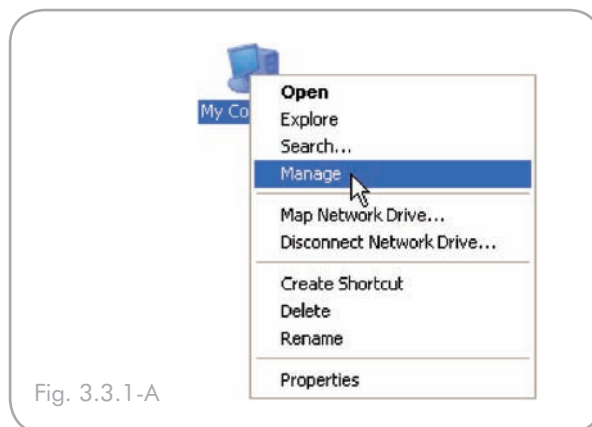 My Co
Open
Explore
Search...
Manage
Map Network Drive...
Disconnect Network Drive...
Create Shortcut
Delete
Rename
Properties
Fig. 3.3.1-A